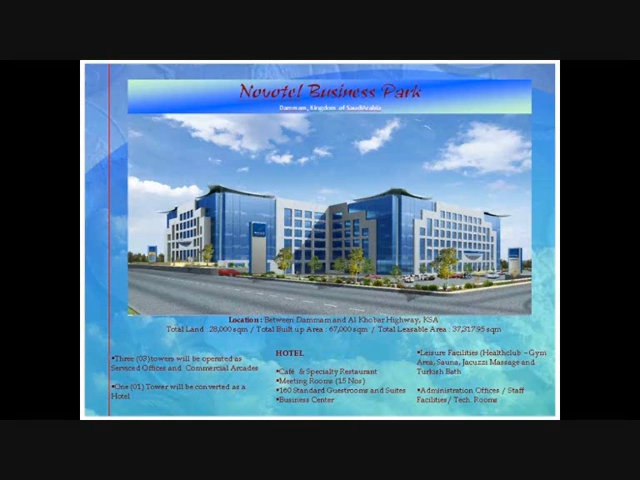 Novotel Business Park
Dammam, Kingdom of SaudiArabia
Location : Between Dammam and Al Khobar Highway, KSA
Total Land 28,000 sqm / Total Built up Area : 67,000 sqm / Total Leasable Area : 37,317.95 sqm
•Three (03)towers will be operated as
Serviced Offices and Commercial Arcades
•One (01) Tower will be converted as a
Hotel
HOTEL
•Café & Specialty Restaurant
•Meeting Rooms (15 Nos)
•160 Standard Guestrooms and Suites
•Business Center
•Leisure Facilities (Healthclub – Gym
Area, Sauna, Jacuzzi Massage and
Turkish Bath
•Administration Offices / Staff
Facilities/ Tech. Rooms